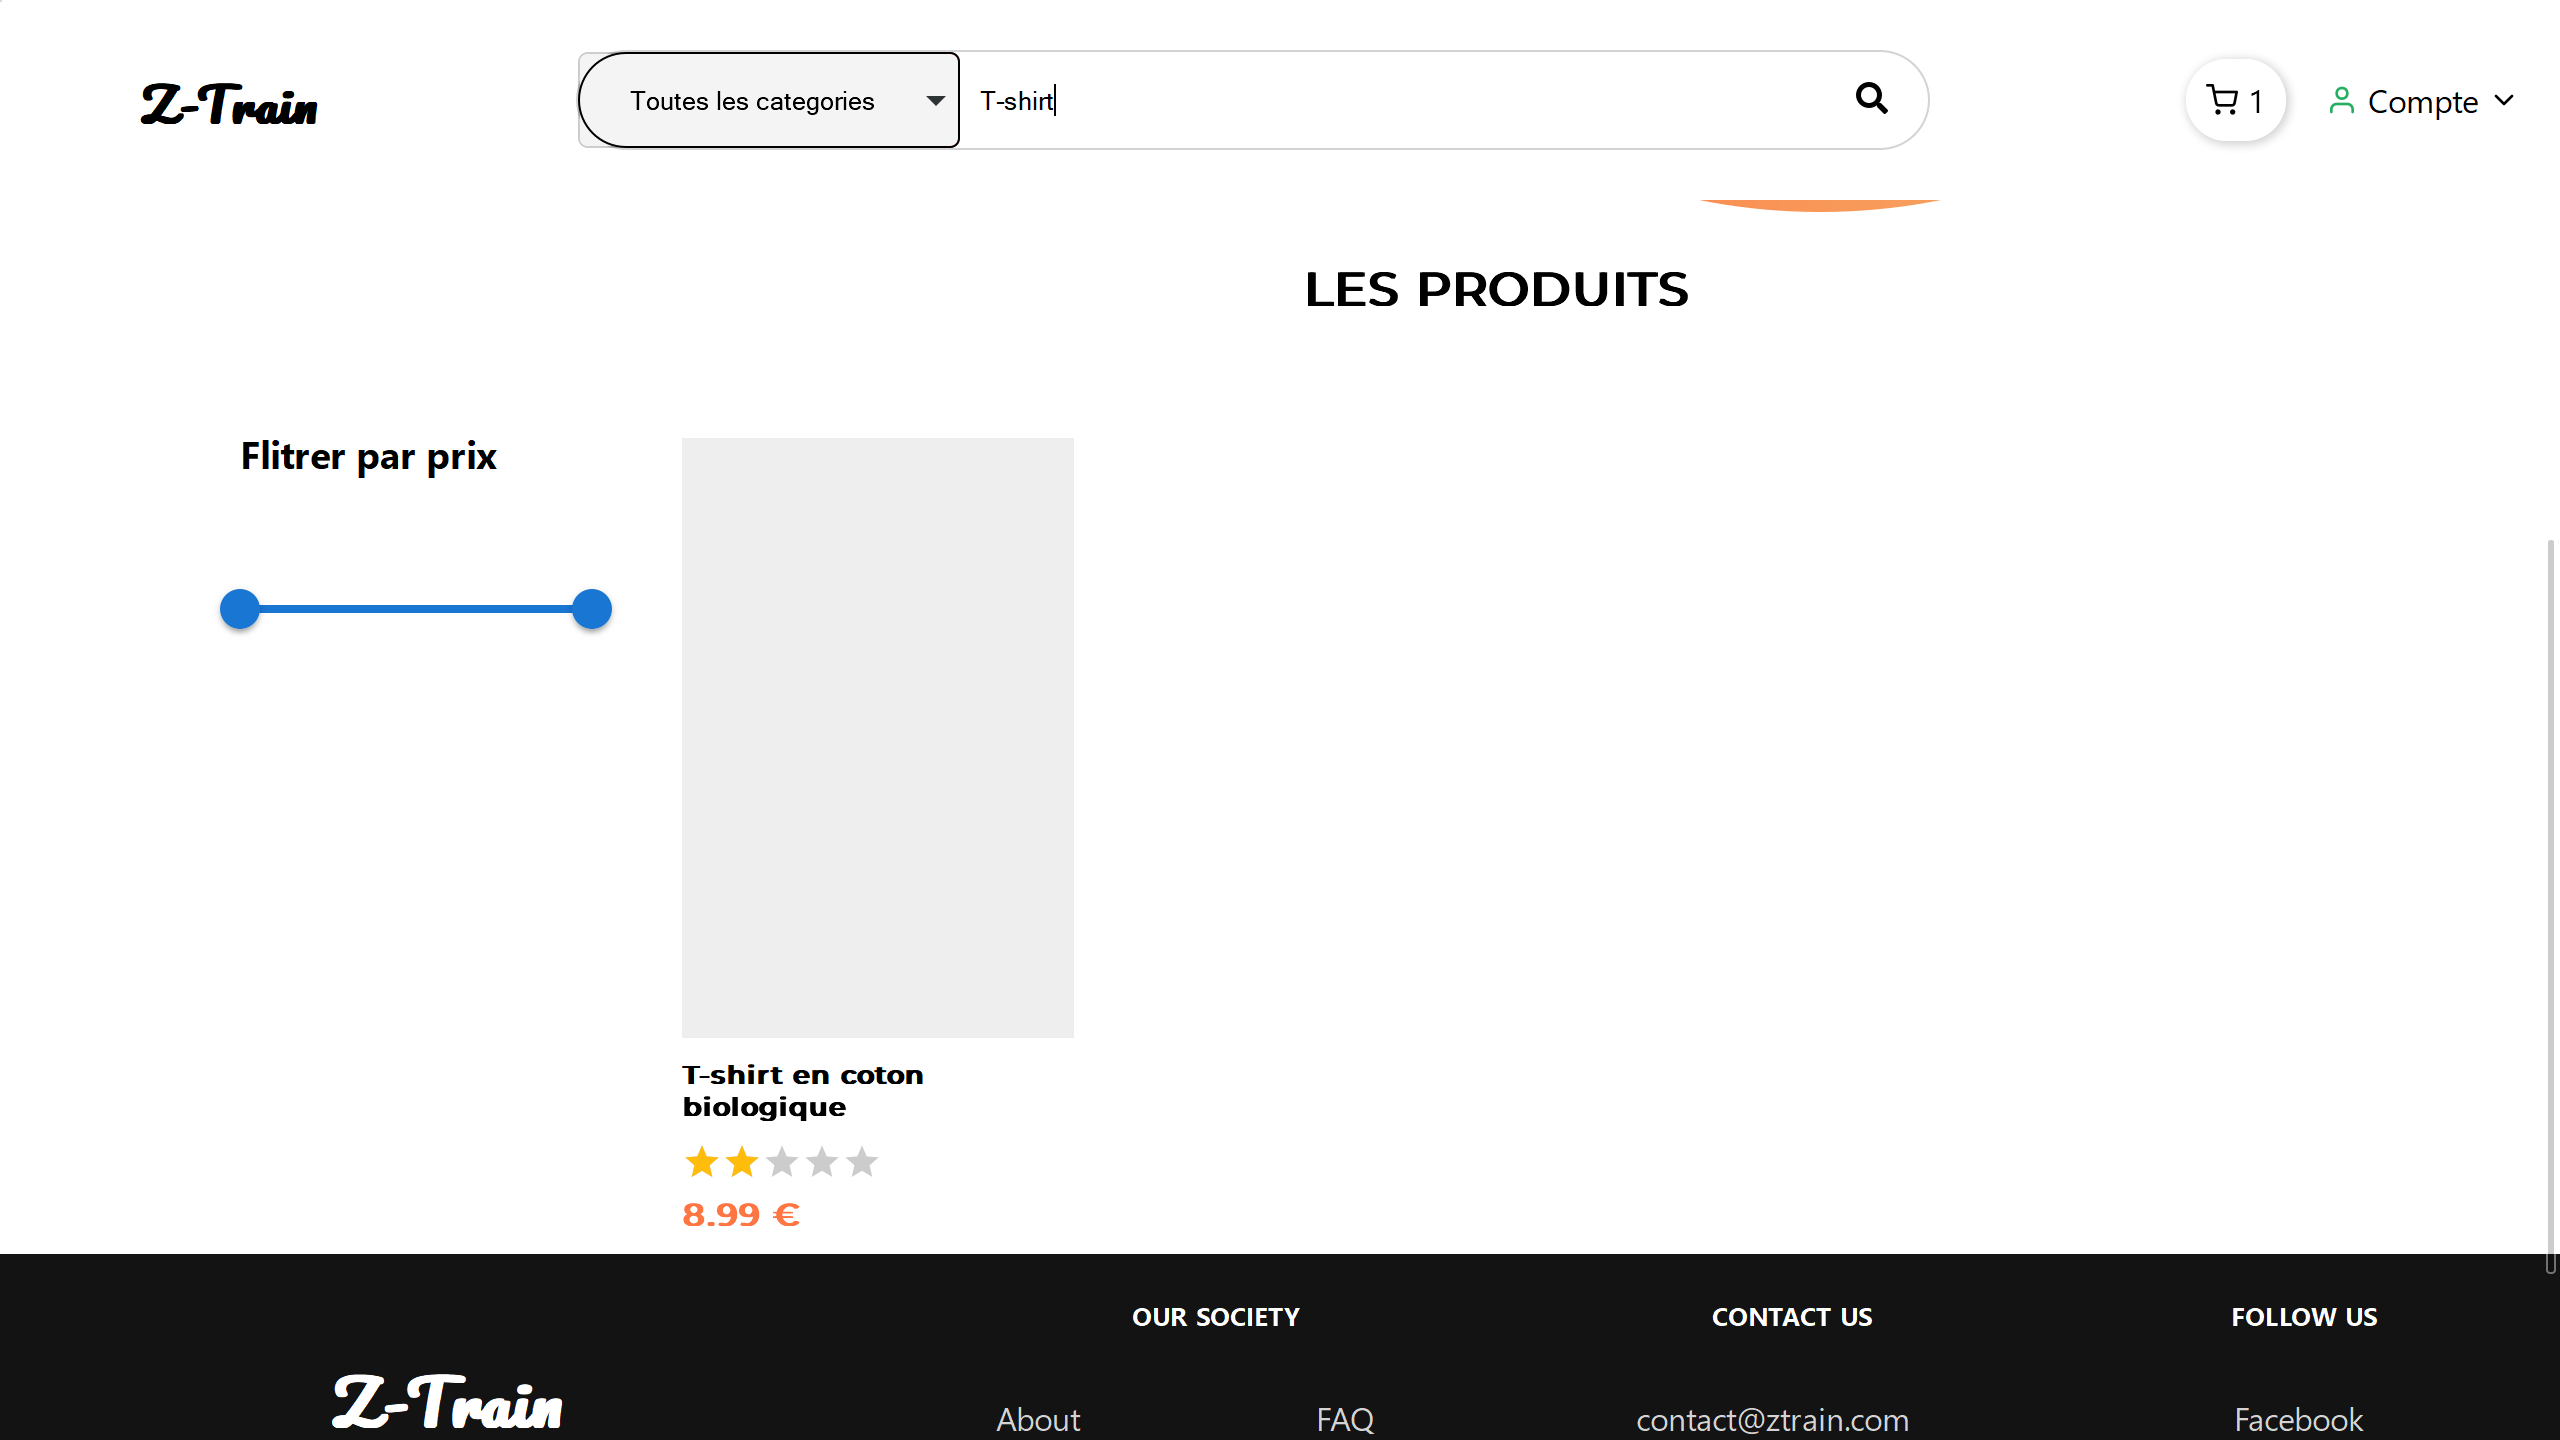 Z-Train
Toutes les categories
T-shirt
1
Compte
LES PRODUITS
Flitrer par prix
T-shirt en coton
biologique
8.99 €
OUR SOCIETY
CONTACT US
FOLLOW US
Z-Train
About
FAQ
contact@ztrain.com
Facebook